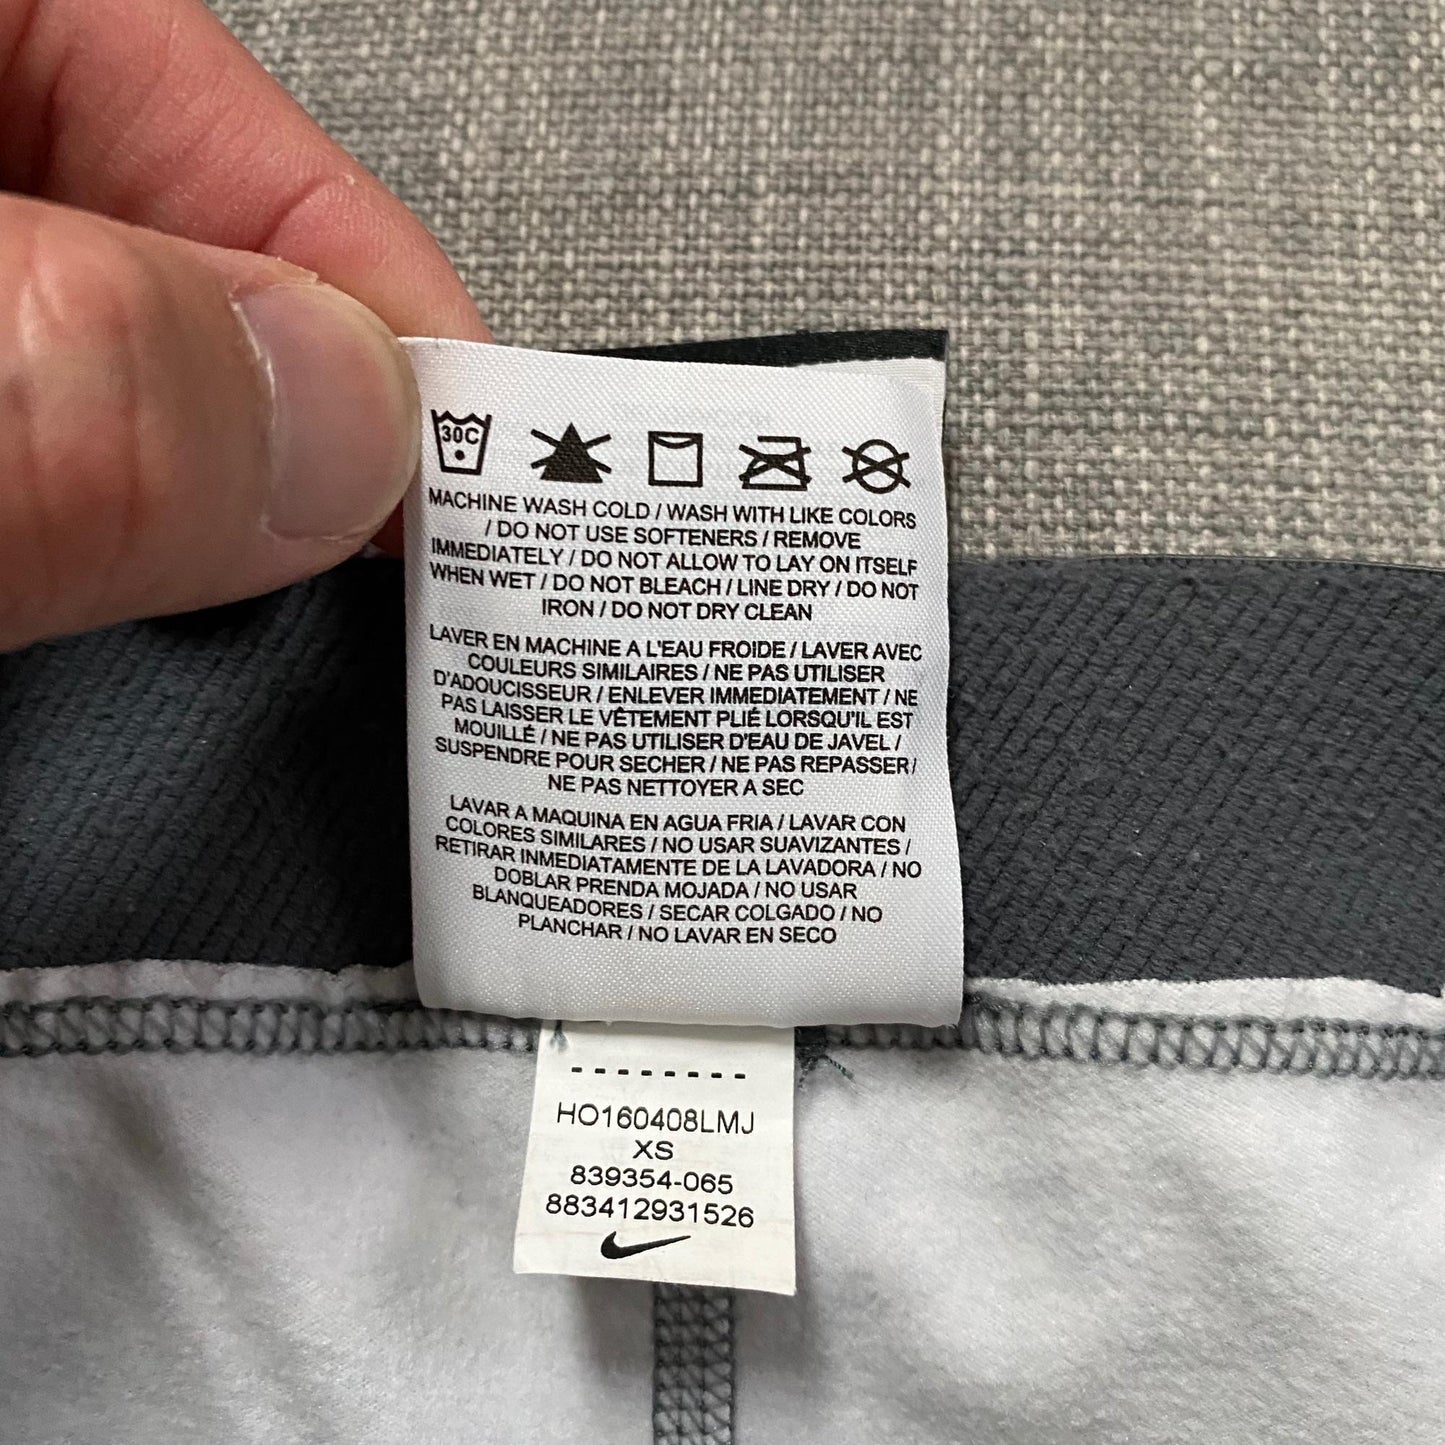 30C
MACHINE WASH COLD / WASH WITH LIKE COLORS
/ DO NOT USE SOFTENERS / REMOVE
IMMEDIATELY / DO NOT ALLOW TO LAY ON ITSELF
WHEN WET / DO NOT BLEACH / LINE DRY / DO NOT
IRON / DO NOT DRY CLEAN
LAVER EN MACHINE A L'EAU FROIDE / LAVER AVEC
COULEURS SIMILAIRES / NE PAS UTILISER
D'ADOUCISSEUR / ENLEVER IMMEDIATEMENT / NE
PAS LAISSER LE VÊTEMENT PLIÉ LORSQU'IL EST
MOUILLÉ / NE PAS UTILISER D'EAU DE JAVEL /
SUSPENDRE POUR SECHER / NE PAS REPASSER /
NE PAS NETTOYER A SEC
LAVAR A MAQUINA EN AGUA FRIA / LAVAR CON
COLORES SIMILARES / NO USAR SUAVIZANTES /
RETIRAR INMEDIATAMENTE DE LA LAVADORA / NO
DOBLAR PRENDA MOJADA / NO USAR
BLANQUEADORES / SECAR COLGADO / NO
PLANCHAR / NO LAVAR EN SECO
--------
HO160408LMJ
XS
839354-065
883412931526